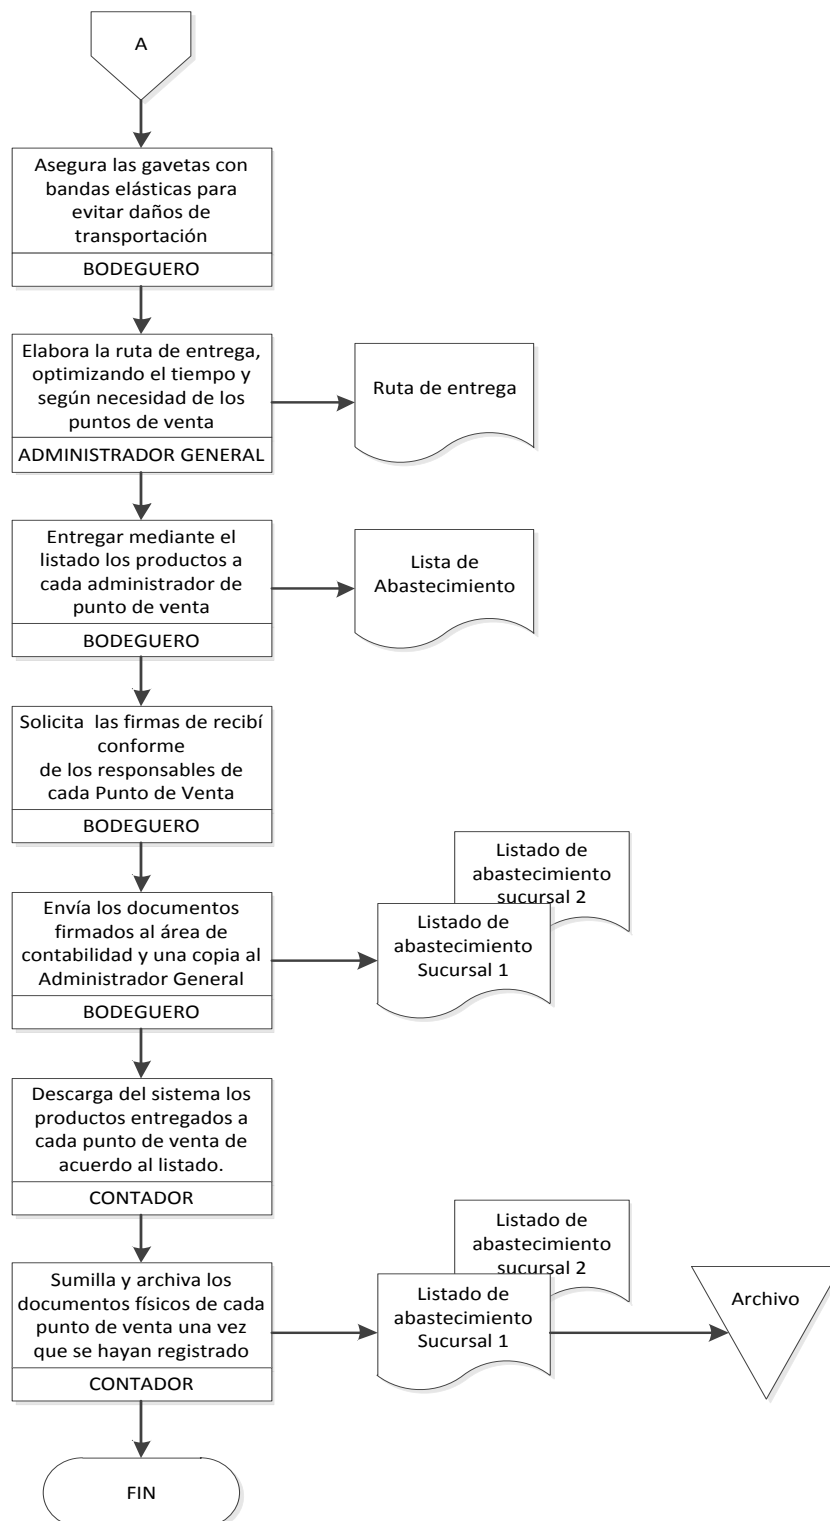 A
Asegura las gavetas con
bandas elásticas para
evitar daños de
transportación
BODEGUERO
Elabora la ruta de entrega,
optimizando el tiempo y
según necesidad de los
puntos de venta
ADMINISTRADOR GENERAL
Ruta de entrega
Entregar mediante el
listado los productos a
cada administrador de
punto de venta
BODEGUERO
Lista de
Abastecimiento
Solicita  las firmas de recibí
conforme
de los responsables de
cada Punto de Venta
BODEGUERO
Envía los documentos
firmados al área de
contabilidad y una copia al
Administrador General
BODEGUERO
Listado de
abastecimiento
sucursal 2
Listado de
abastecimiento
Sucursal 1
Descarga del sistema los
productos entregados a
cada punto de venta de
acuerdo al listado.
CONTADOR
Sumilla y archiva los
documentos físicos de cada
punto de venta una vez
que se hayan registrado
CONTADOR
Listado de
abastecimiento
sucursal 2
Listado de
abastecimiento
Sucursal 1
Archivo
FIN